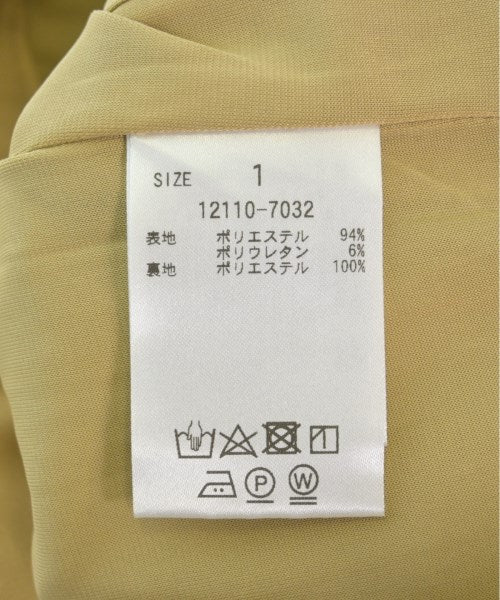 SIZE 1
12110-7032
表地 ポリエステル 94%
ポリウレタン 6%
裏地 ポリエステル 100%
P W